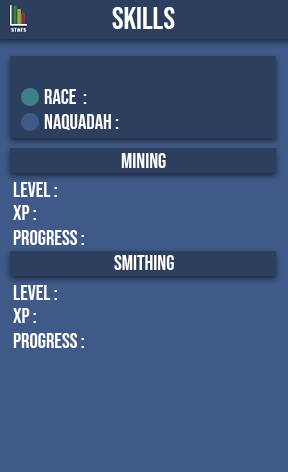 SKILLS
STATS
RACE :
NAQUADAH :
MINING
LEVEL :
XP :
PROGRESS :
SMITHING
LEVEL :
XP :
PROGRESS :